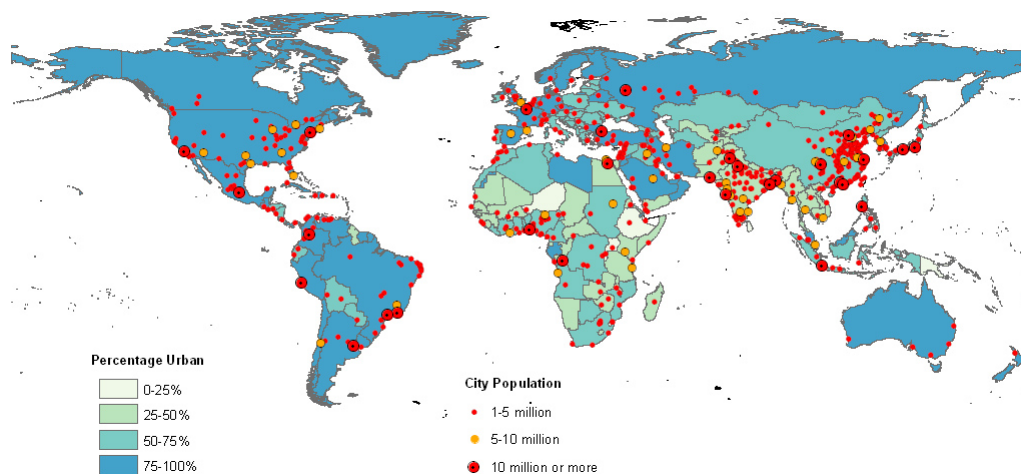 Percentage Urban
0-25%
25-50%
50-75%
75-100%
City Population
1-5 million
5-10 million
10 million or more